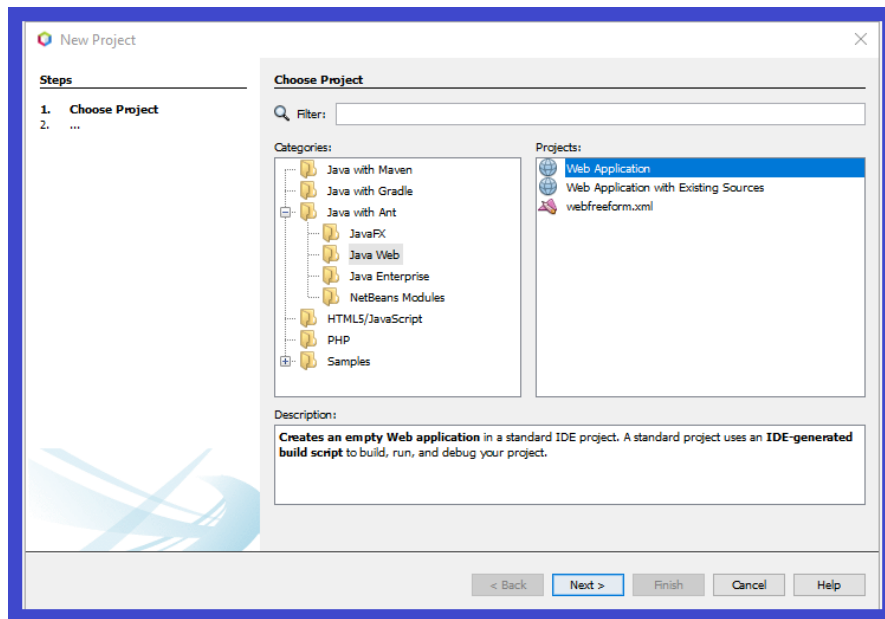 New Project
Steps
1. Choose Project
2. ...
Choose Project
Filter:
Categories:
Java with Maven
Java with Gradle
Java with Ant
JavaFX
Java Web
Java Enterprise
NetBeans Modules
HTML5/JavaScript
PHP
Samples
Projects:
Web Application
Web Application with Existing Sources
webfreeform.xml
Description:
Creates an empty Web application in a standard IDE project. A standard project uses an IDE-generated
build script to build, run, and debug your project.
< Back Next > Finish Cancel Help